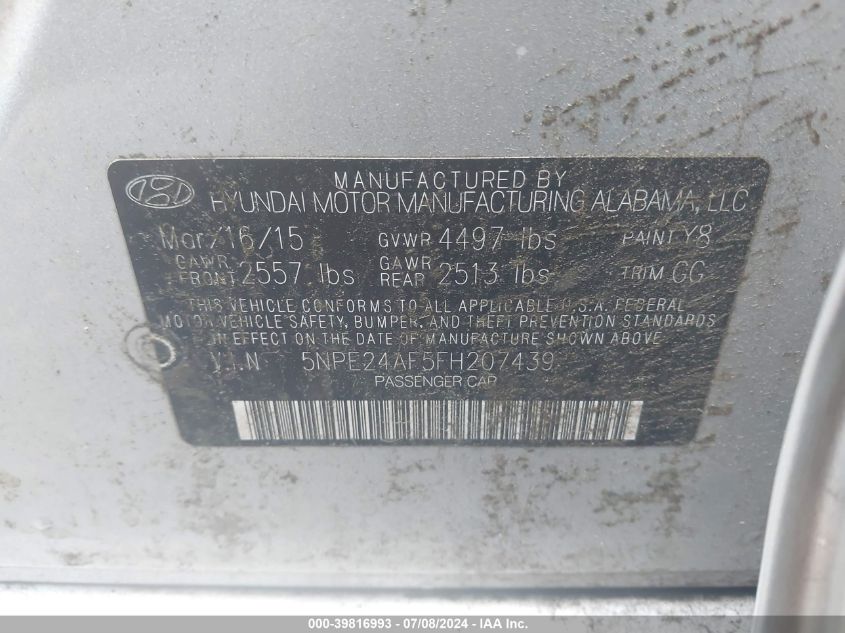 MANUFACTURED BY
HYUNDAI MOTOR MANUFACTURING ALABAMA, LLC
Mar/16/15 GVWR 4497 lbs PAINT Y8
GAWR FRONT 2557 lbs GAWR REAR 2513 lbs TRIM GG
THIS VEHICLE CONFORMS TO ALL APPLICABLE U.S.A. FEDERAL
MOTOR VEHICLE SAFETY, BUMPER, AND THEFT PREVENTION STANDARDS
IN EFFECT ON THE DATE OF MANUFACTURE SHOWN ABOVE.
V.I.N 5NPE24AF5FH207439
PASSENGER CAR
000-39816993 - 07/08/2024 - IAA Inc.